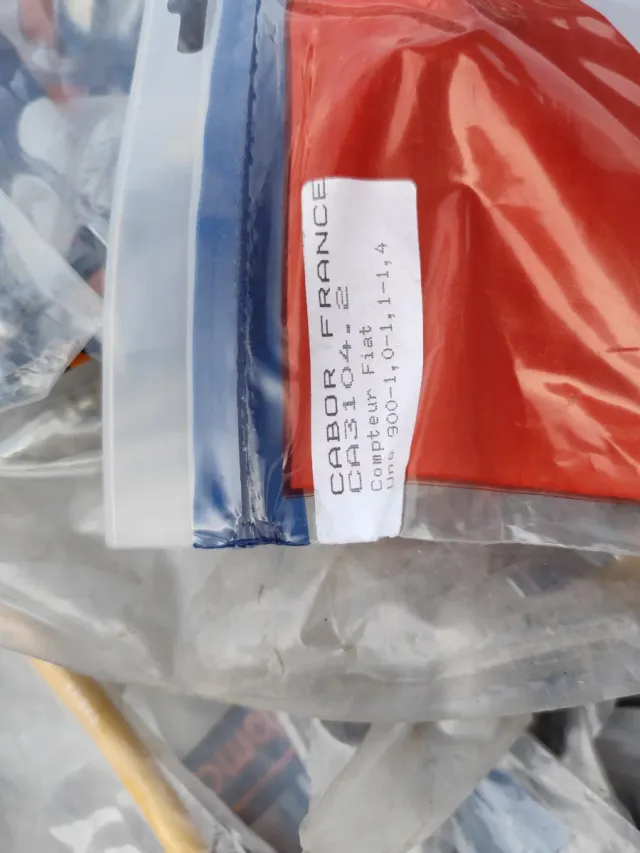 CABOR FRANCE
CA3104.2
Compteur Fiat
Uno 900-1,0-1,1-1,4